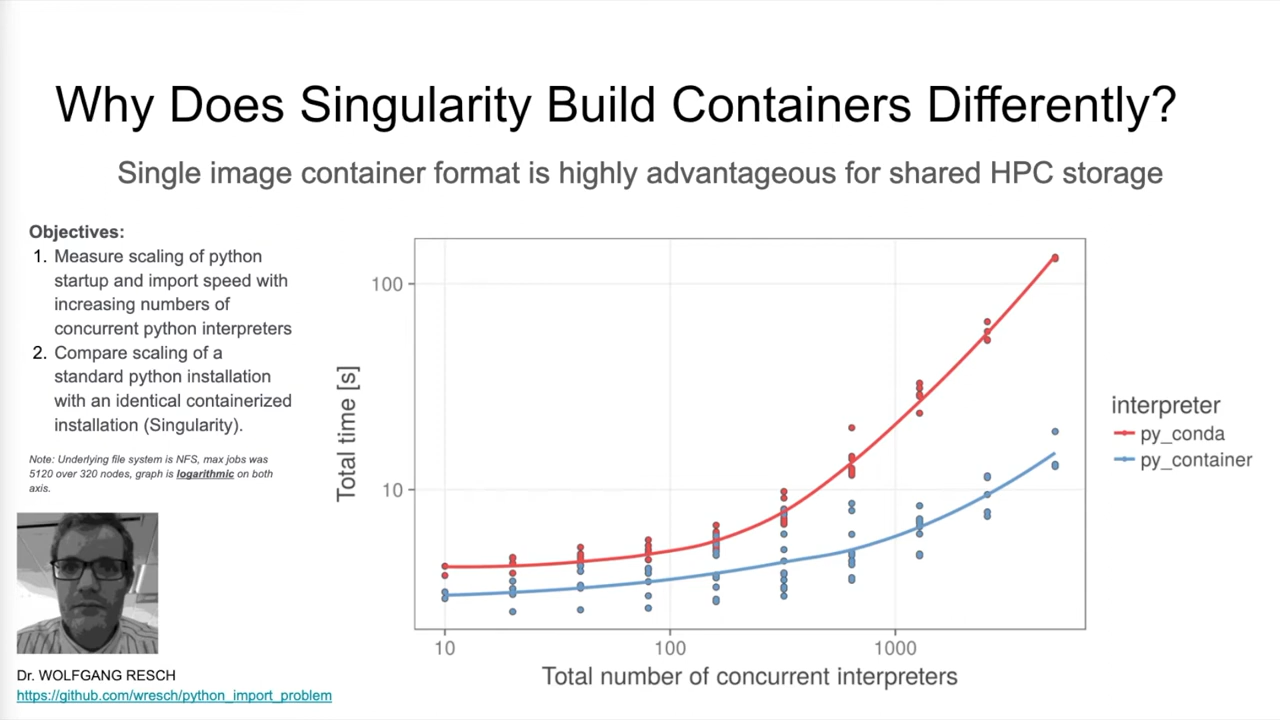 Why Does Singularity Build Containers Differently?
Single image container format is highly advantageous for shared HPC storage
Objectives:
1. Measure scaling of python
startup and import speed with
increasing numbers of
concurrent python interpreters
2. Compare scaling of a
standard python installation
with an identical containerized
installation (Singularity).
Note: Underlying file system is NFS, max jobs was
5120 over 320 nodes, graph is logarithmic on both
axis.
Dr. WOLFGANG RESCH
https://github.com/wresch/python_import_problem
Total time [s]
100
10
10
100
1000
Total number of concurrent interpreters
interpreter
py_conda
py_container